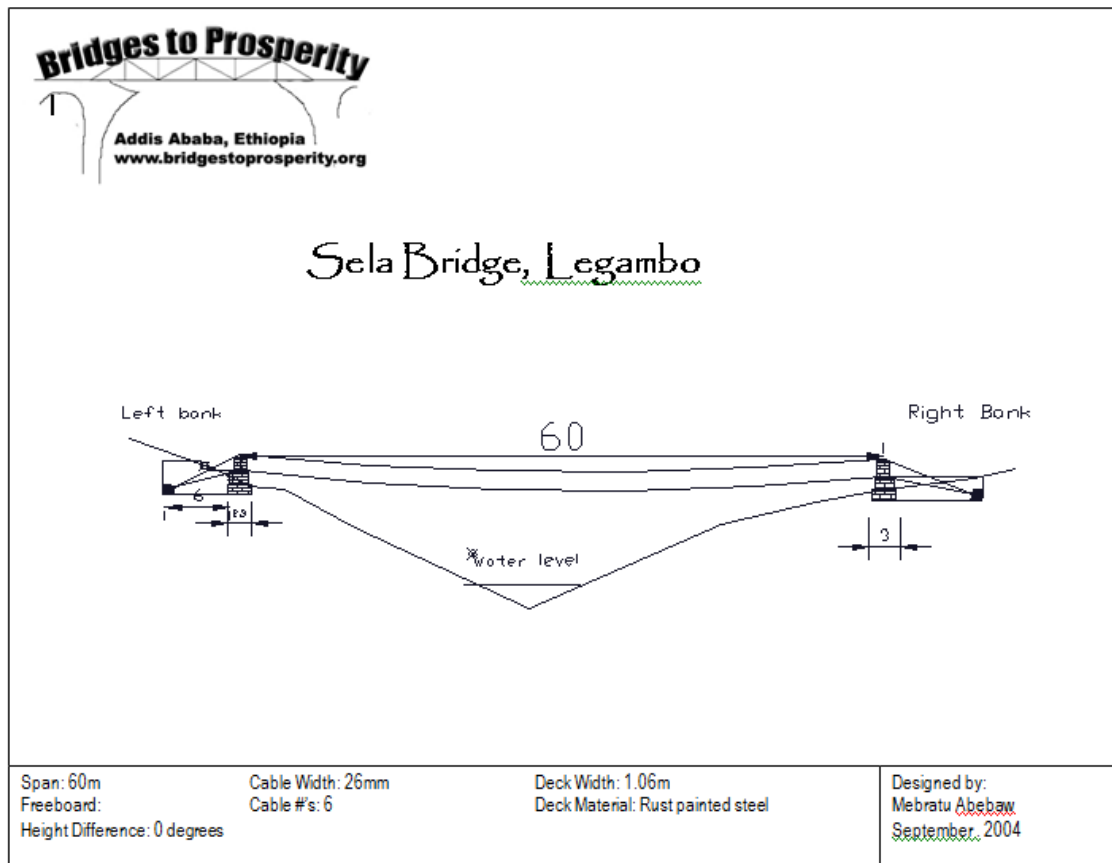 Bridges to Prosperity
Addis Ababa, Ethiopia
www.bridgestoprosperity.org
Sela Bridge, Legambo
Left bank
Right Bank
60
6
3
Water level
Span: 60m
Freeboard:
Height Difference: 0 degrees
Cable Width: 26mm
Cable #'s: 6
Deck Width: 1.06m
Deck Material: Rust painted steel
Designed by:
Mebratu Abebaw
September, 2004